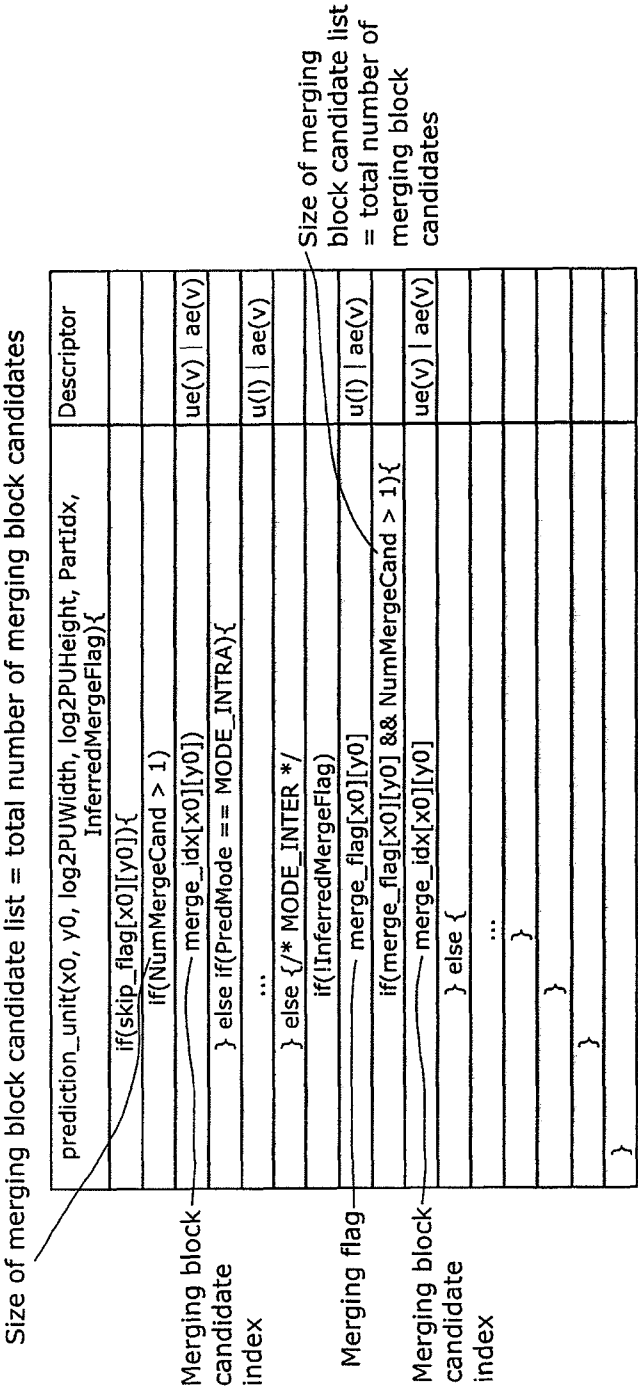 Size of merging block candidate list = total number of merging block candidates
prediction_unit(x0, y0, log2PUWidth, log2PUHeight, PartIdx,
InferredMergeFlag){
Descriptor
if(skip_flag[x0][y0]){
if(NumMergeCand > 1)
merge_idx[x0][y0])
ue(v) | ae(v)
} else if(PredMode == MODE_INTRA){
...
u(l) | ae(v)
} else {/* MODE_INTER */
if(!InferredMergeFlag)
merge_flag[x0][y0]
u(l) | ae(v)
if(merge_flag[x0][y0] && NumMergeCand > 1){
merge_idx[x0][y0]
ue(v) | ae(v)
} else {
...
}
}
}
}
Merging block
candidate
index
Merging flag
Merging block
candidate
index
Size of merging
block candidate list
= total number of
merging block
candidates